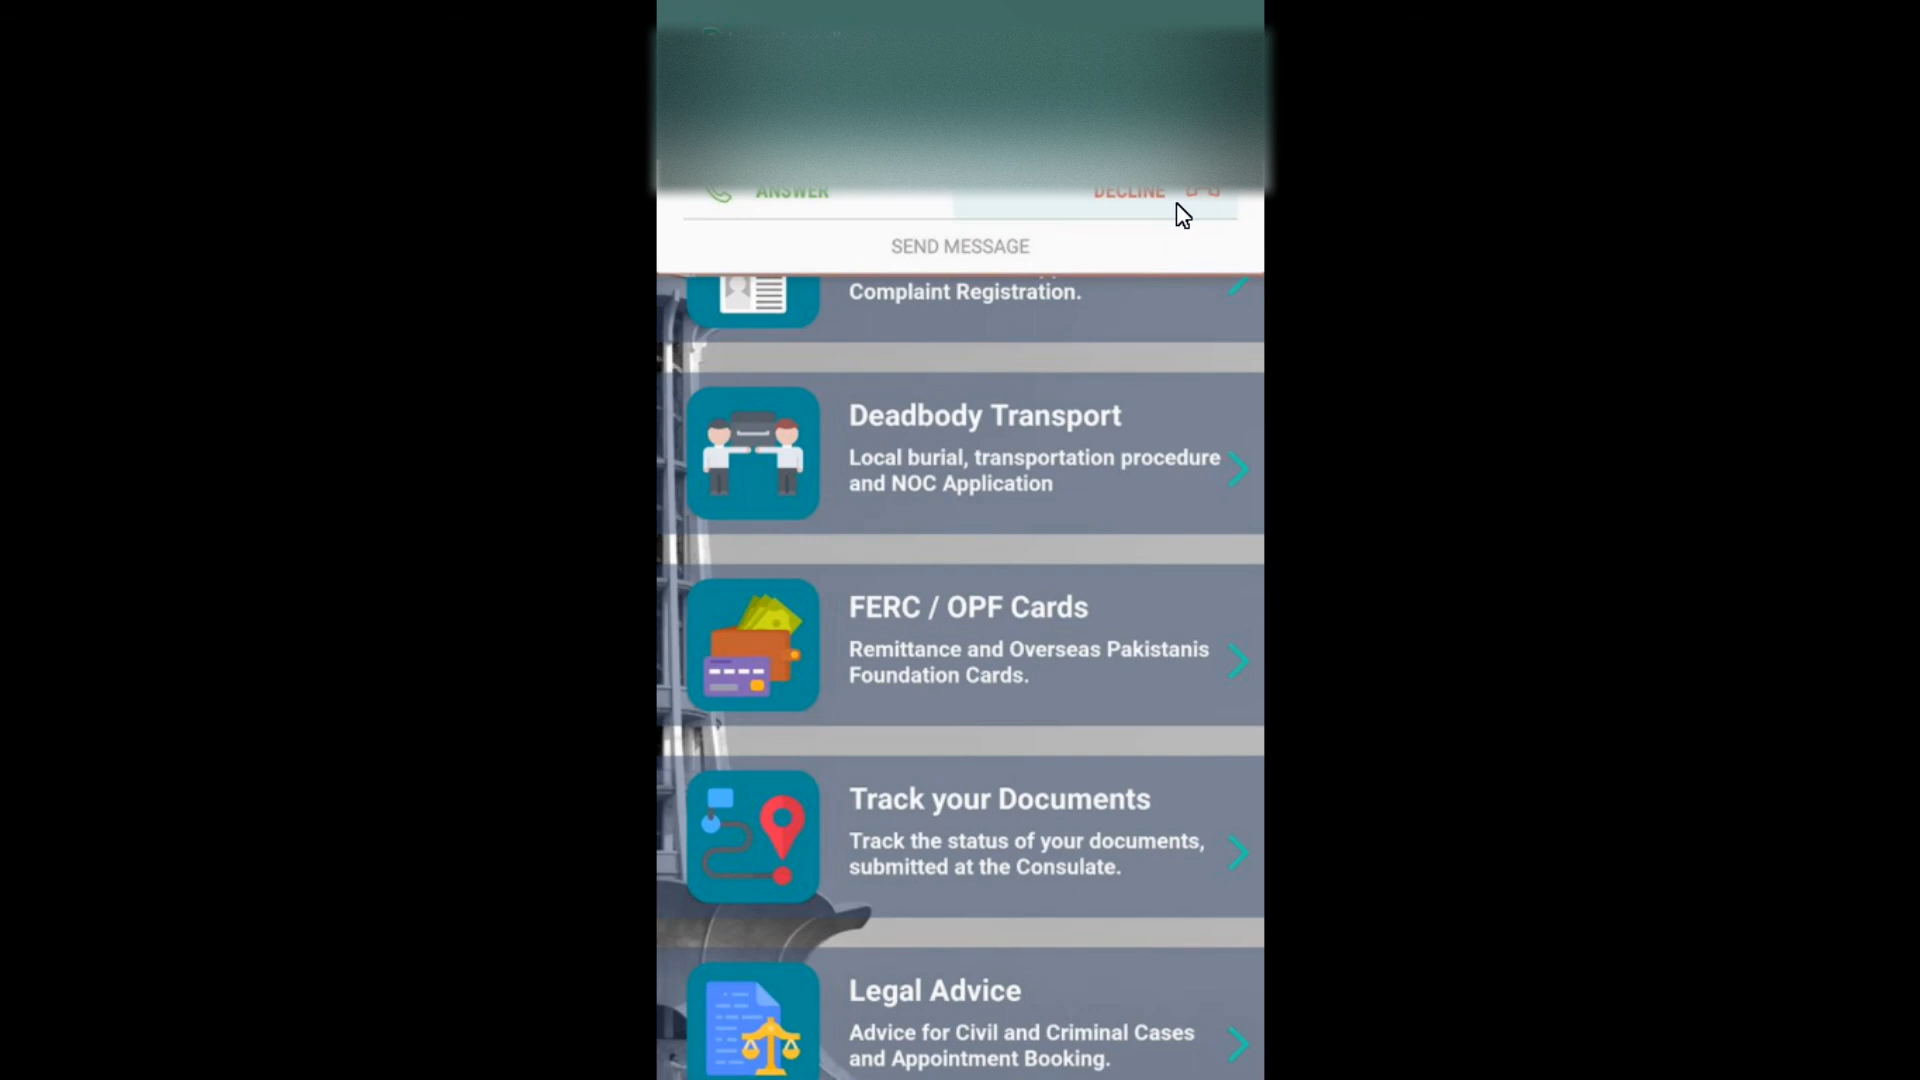 ANSWER
DECLINE
SEND MESSAGE
Complaint Registration.
Deadbody Transport
Local burial, transportation procedure
and NOC Application
FERC / OPF Cards
Remittance and Overseas Pakistanis
Foundation Cards.
Track your Documents
Track the status of your documents,
submitted at the Consulate.
Legal Advice
Advice for Civil and Criminal Cases
and Appointment Booking.